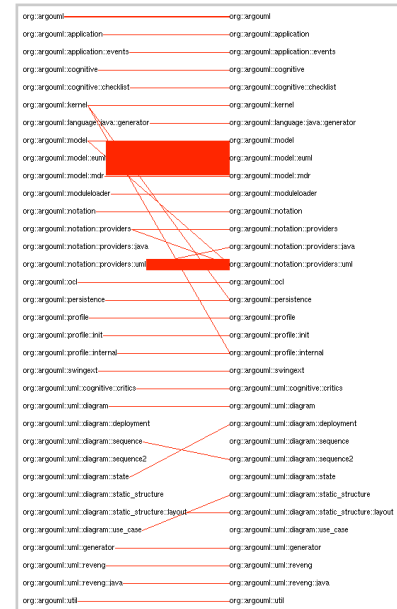 org::argouml org::argouml
org::argouml::application org::argouml::application
org::argouml::application::events org::argouml::application::events
org::argouml::cognitive org::argouml::cognitive
org::argouml::cognitive::checklist org::argouml::cognitive::checklist
org::argouml::kernel org::argouml::kernel
org::argouml::language::java::generator org::argouml::language::java::generator
org::argouml::model org::argouml::model
org::argouml::model::euml org::argouml::model::euml
org::argouml::model::mdr org::argouml::model::mdr
org::argouml::moduleloader org::argouml::moduleloader
org::argouml::notation org::argouml::notation
org::argouml::notation::providers org::argouml::notation::providers
org::argouml::notation::providers::java org::argouml::notation::providers::java
org::argouml::notation::providers::uml org::argouml::notation::providers::uml
org::argouml::ocl org::argouml::ocl
org::argouml::persistence org::argouml::persistence
org::argouml::profile org::argouml::profile
org::argouml::profile::init org::argouml::profile::init
org::argouml::profile::internal org::argouml::profile::internal
org::argouml::swingext org::argouml::swingext
org::argouml::uml::cognitive::critics org::argouml::uml::cognitive::critics
org::argouml::uml::diagram org::argouml::uml::diagram
org::argouml::uml::diagram::deployment org::argouml::uml::diagram::deployment
org::argouml::uml::diagram::sequence org::argouml::uml::diagram::sequence
org::argouml::uml::diagram::sequence2 org::argouml::uml::diagram::sequence2
org::argouml::uml::diagram::state org::argouml::uml::diagram::state
org::argouml::uml::diagram::static_structure org::argouml::uml::diagram::static_structure
org::argouml::uml::diagram::static_structure::layout org::argouml::uml::diagram::static_structure::layout
org::argouml::uml::diagram::use_case org::argouml::uml::diagram::use_case
org::argouml::uml::generator org::argouml::uml::generator
org::argouml::uml::reveng org::argouml::uml::reveng
org::argouml::uml::reveng::java org::argouml::uml::reveng::java
org::argouml::util org::argouml::util